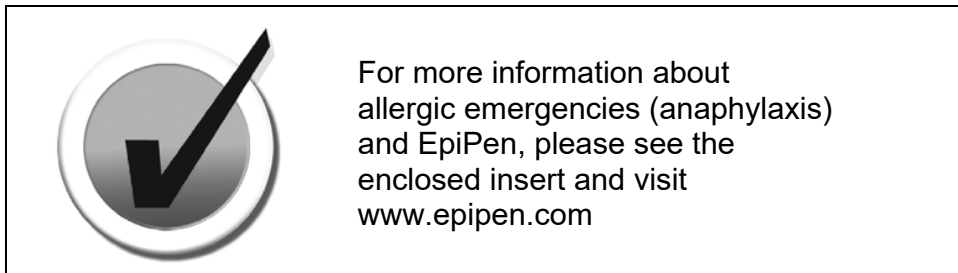 For more information about
allergic emergencies (anaphylaxis)
and EpiPen, please see the
enclosed insert and visit
www.epipen.com